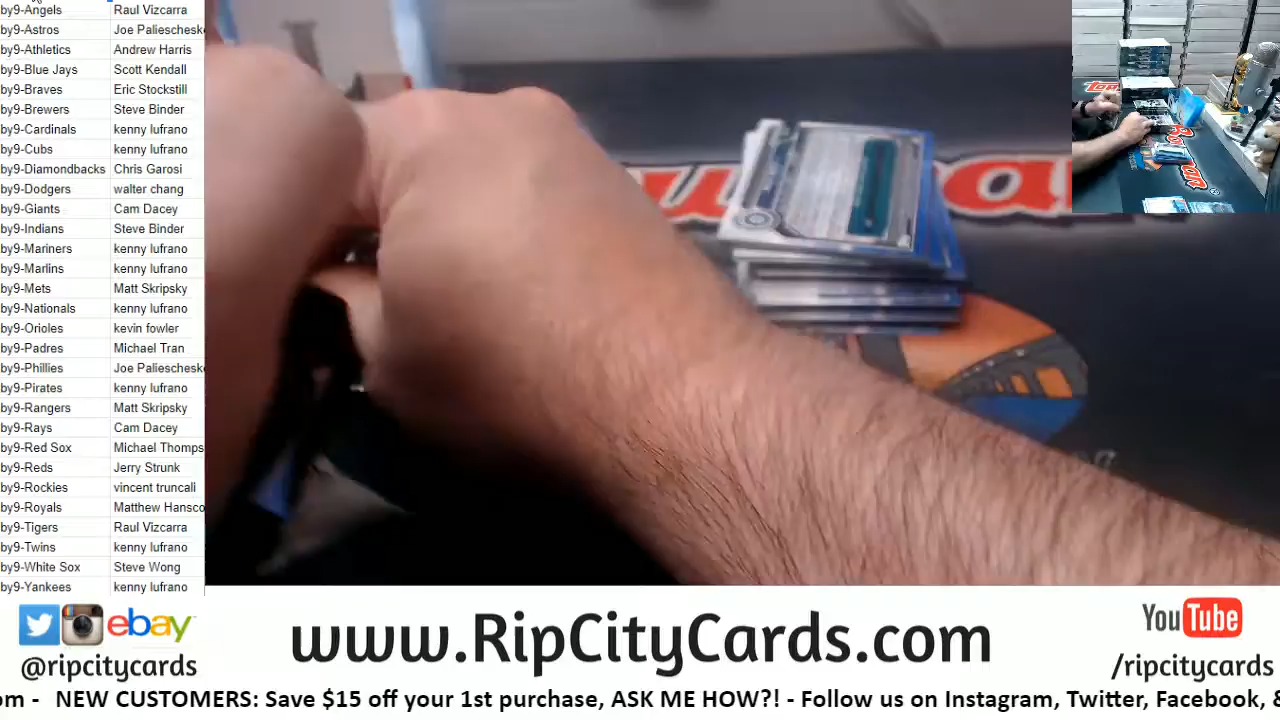 by9-Angels Raul Vizcarra
by9-Astros Joe Palieschesk
by9-Athletics Andrew Harris
by9-Blue Jays Scott Kendall
by9-Braves Eric Stockstill
by9-Brewers Steve Binder
by9-Cardinals kenny lufrano
by9-Cubs kenny lufrano
by9-Diamondbacks Chris Garosi
by9-Dodgers walter chang
by9-Giants Cam Dacey
by9-Indians Steve Binder
by9-Mariners kenny lufrano
by9-Marlins kenny lufrano
by9-Mets Matt Skripsky
by9-Nationals kenny lufrano
by9-Orioles kevin fowler
by9-Padres Michael Tran
by9-Phillies Joe Paliescheske
by9-Pirates kenny lufrano
by9-Rangers Matt Skripsky
by9-Rays Cam Dacey
by9-Red Sox Michael Thomps
by9-Reds Jerry Strunk
by9-Rockies vincent truncali
by9-Royals Matthew Hansco
by9-Tigers Raul Vizcarra
by9-Twins kenny lufrano
by9-White Sox Steve Wong
by9-Yankees kenny lufrano
ebay
@ripcitycards
www.RipCityCards.com
YouTube
/ripcitycards
om - NEW CUSTOMERS: Save $15 off your 1st purchase, ASK ME HOW?! - Follow us on Instagram, Twitter, Facebook, &